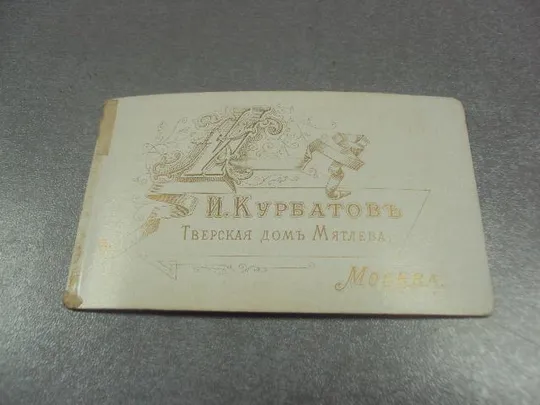 И. Курбатовъ
Тверская домъ Мятлева,
Москва.